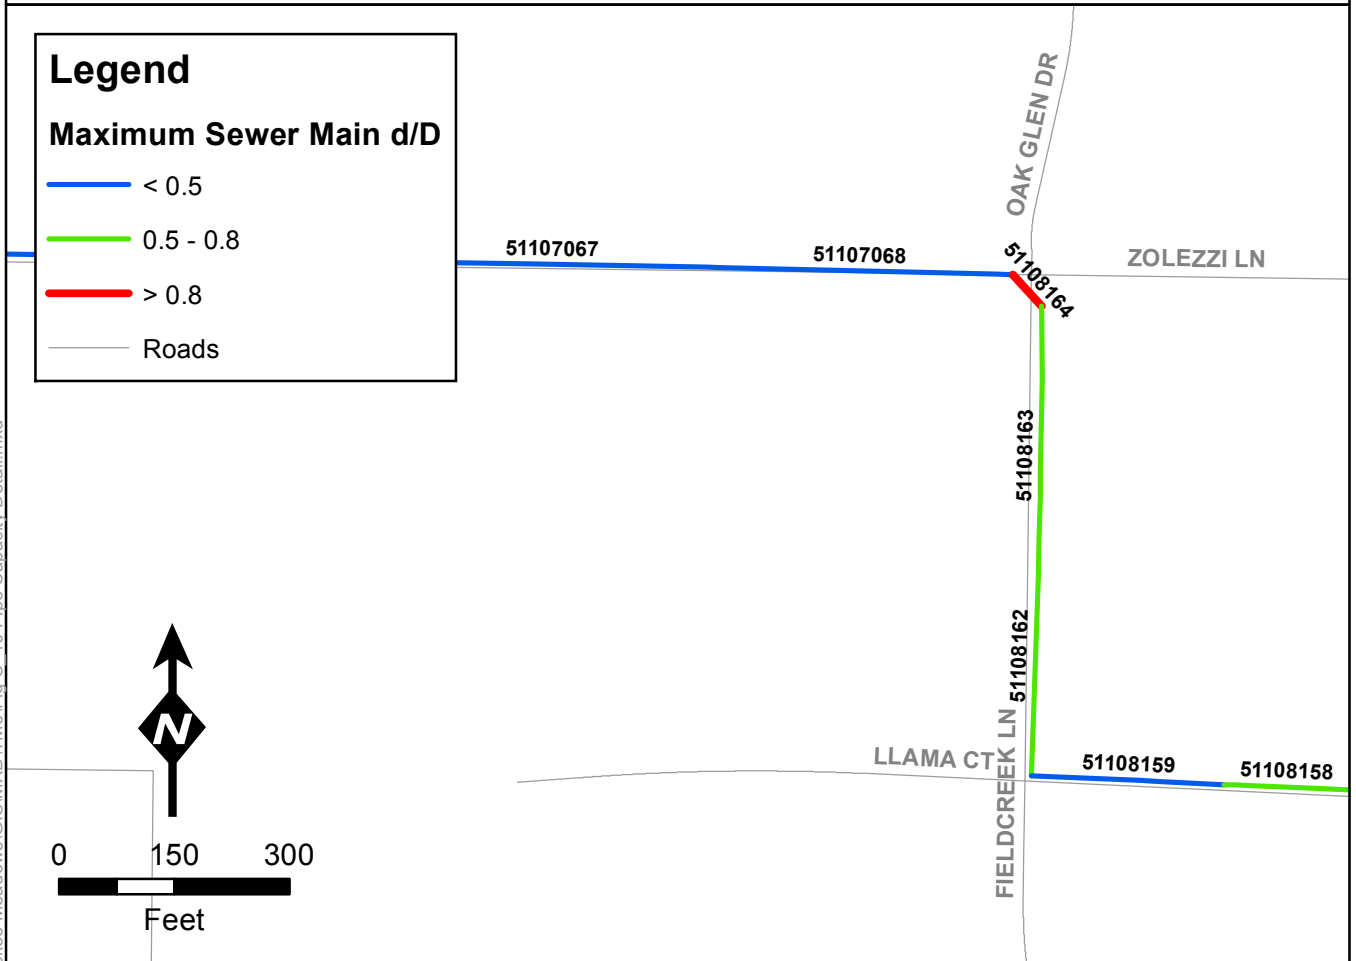 Legend
Maximum Sewer Main d/D
< 0.5
0.5 - 0.8
> 0.8
Roads
OAK GLEN DR
51107067
51107068
51108164
ZOLEZZI LN
51108163
51108162
LLAMA CT
FIELDCREEK LN
51108159
51108158
N
0 150 300
Feet